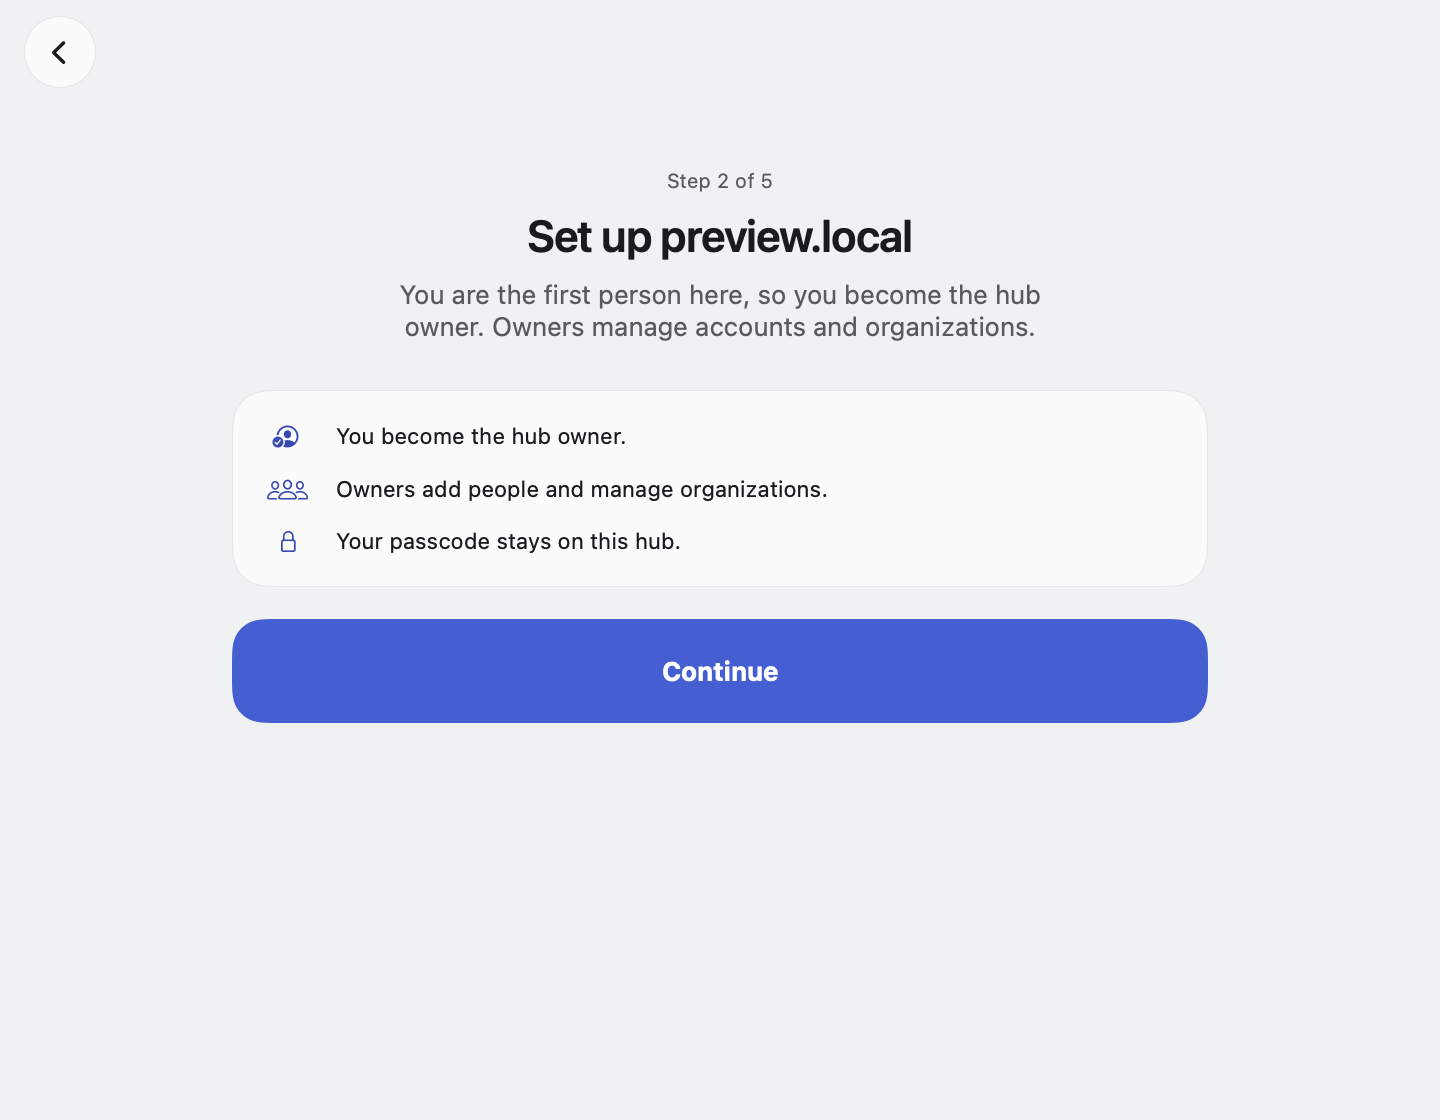 Step 2 of 5
Set up preview.local
You are the first person here, so you become the hub
owner. Owners manage accounts and organizations.
You become the hub owner.
Owners add people and manage organizations.
Your passcode stays on this hub.
Continue